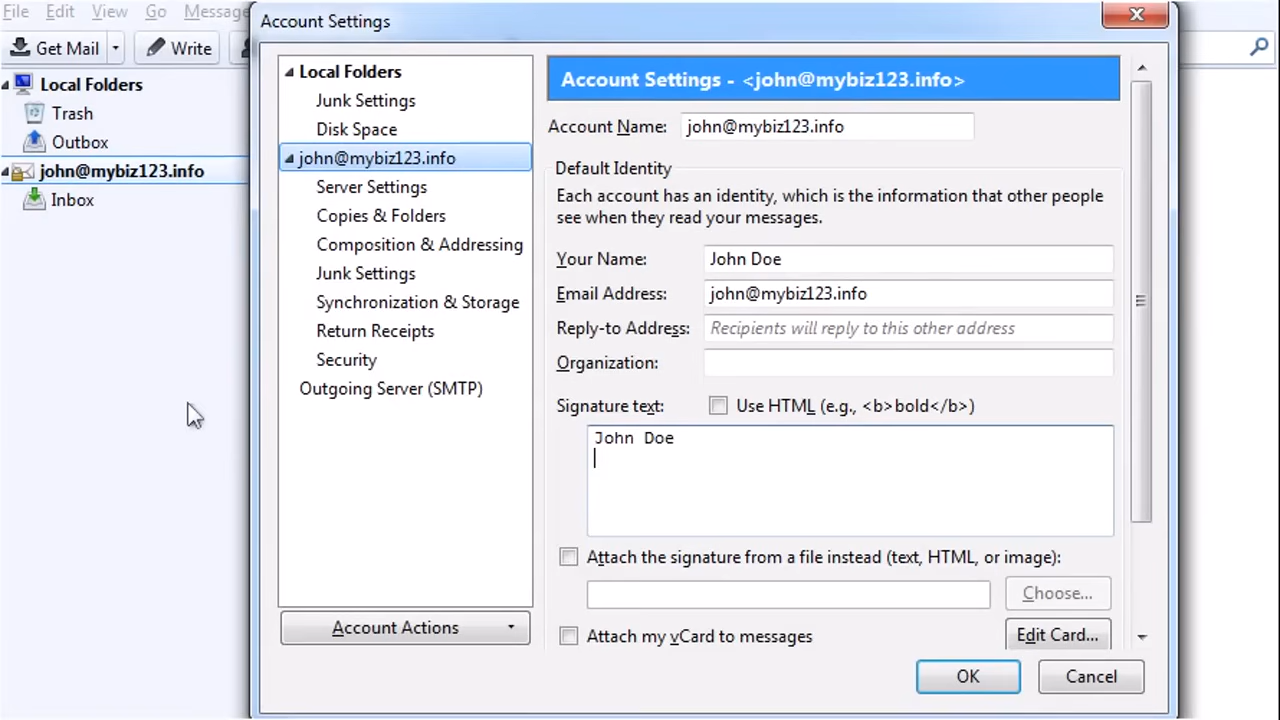 File Edit View Go Message
Account Settings
Get Mail
Write
Local Folders
Trash
Outbox
john@mybiz123.info
Inbox
Local Folders
Junk Settings
Disk Space
john@mybiz123.info
Server Settings
Copies & Folders
Composition & Addressing
Junk Settings
Synchronization & Storage
Return Receipts
Security
Outgoing Server (SMTP)
Account Actions
Account Settings - <john@mybiz123.info>
Account Name: john@mybiz123.info
Default Identity
Each account has an identity, which is the information that other people
see when they read your messages.
Your Name: John Doe
Email Address: john@mybiz123.info
Reply-to Address: Recipients will reply to this other address
Organization:
Signature text: Use HTML (e.g., <b>bold</b>)
John Doe
Attach the signature from a file instead (text, HTML, or image):
Choose...
Attach my vCard to messages
Edit Card...
OK Cancel